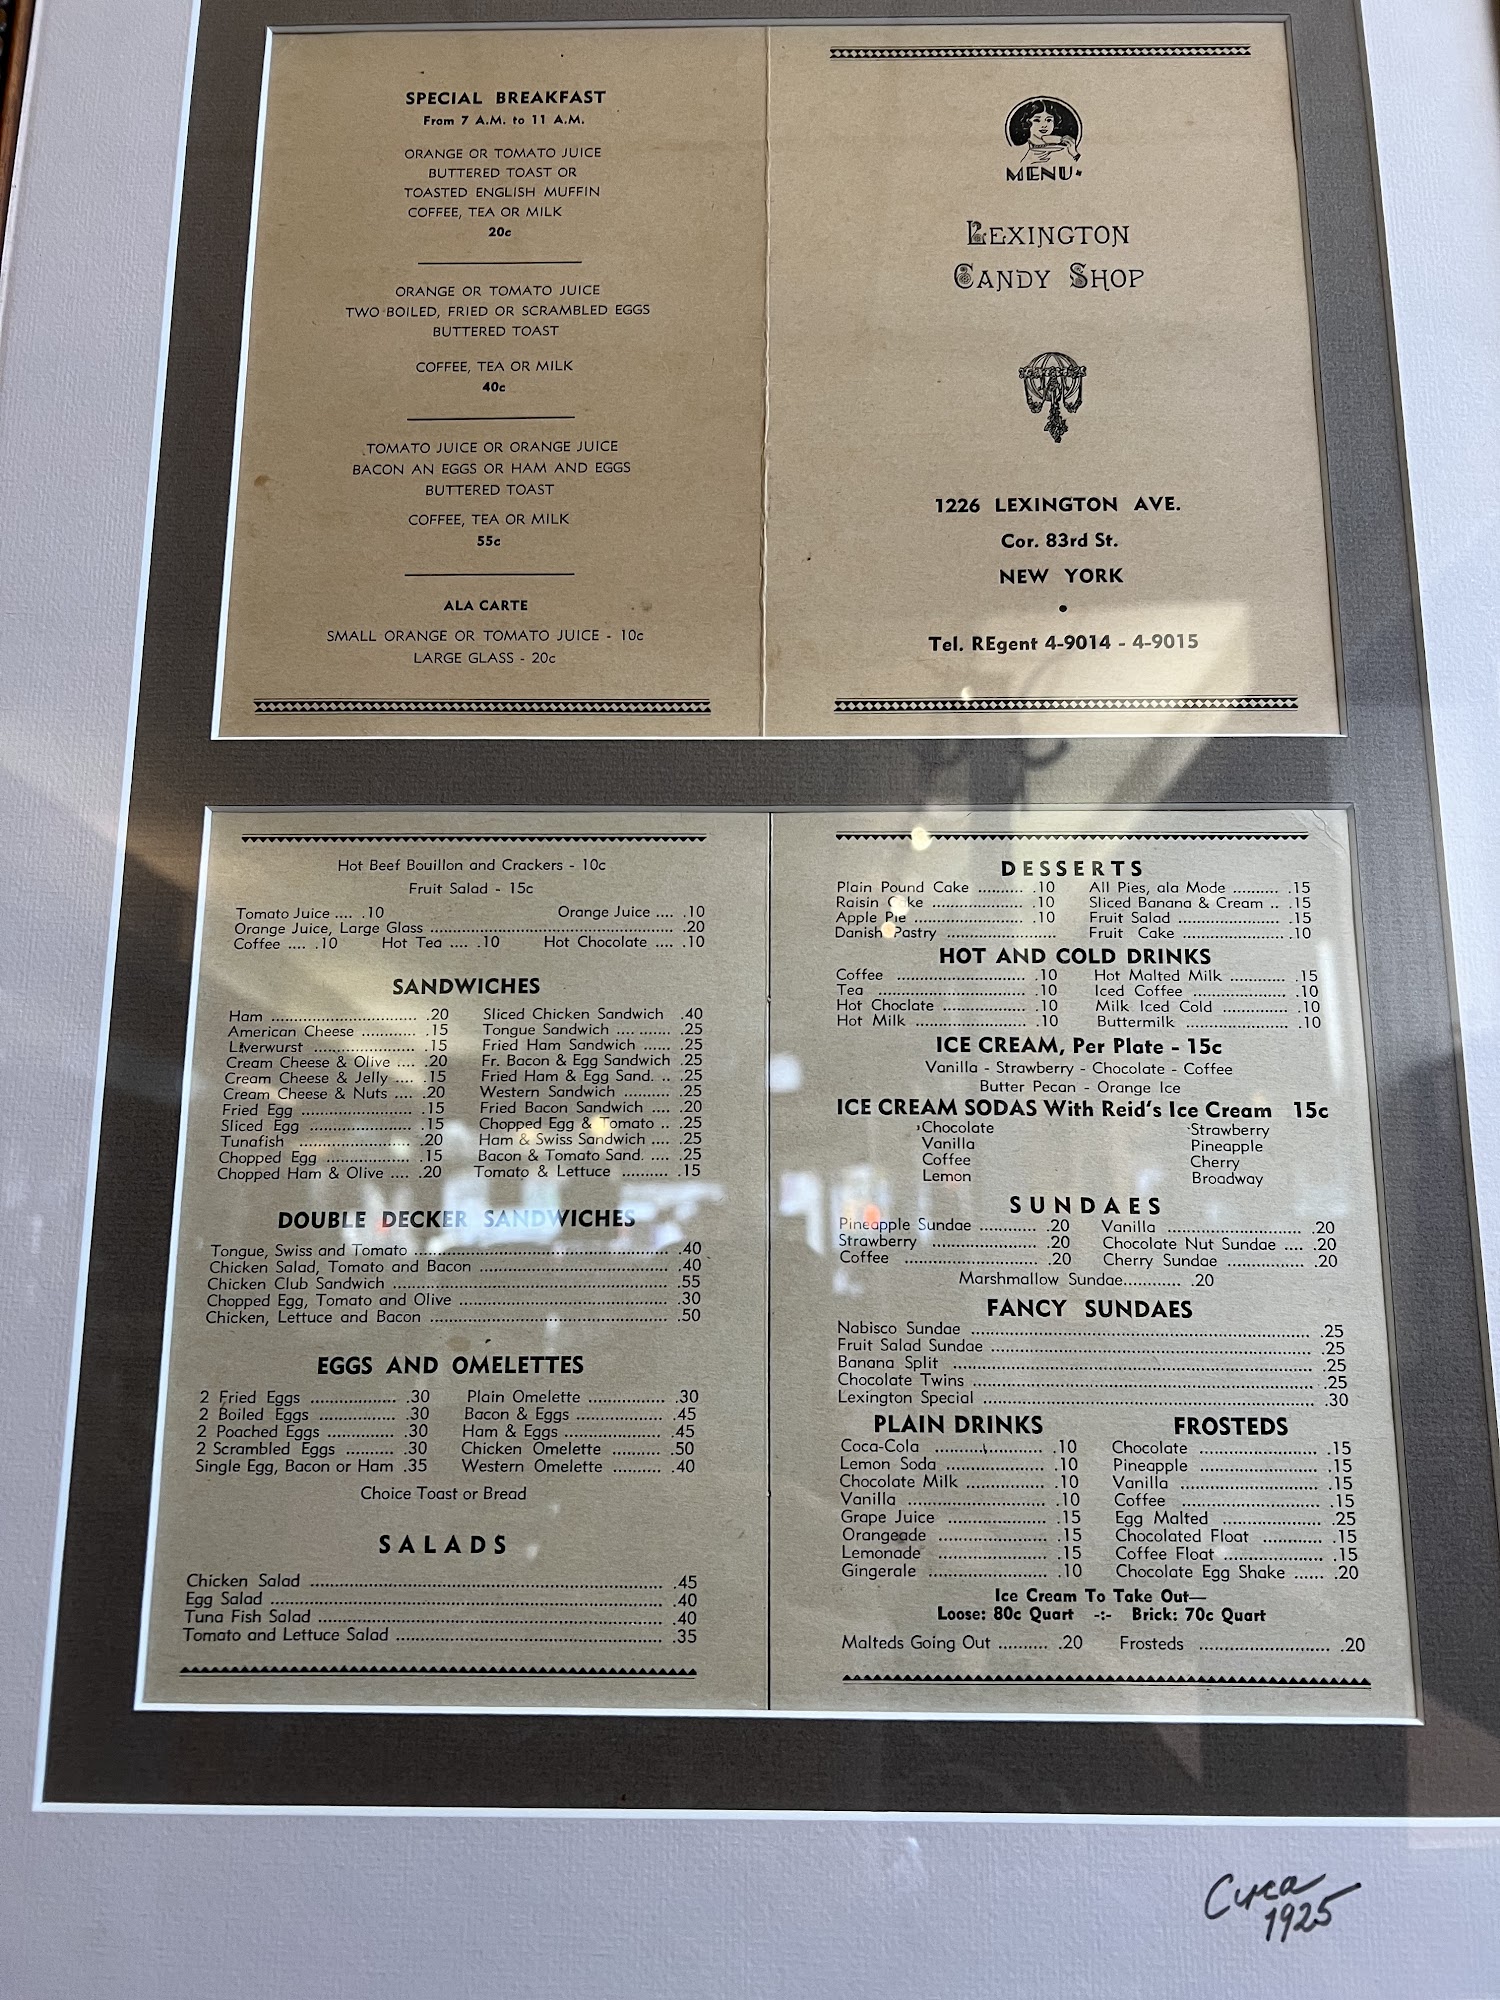 SPECIAL BREAKFAST
From 7 A.M. to 11 A.M.
ORANGE OR TOMATO JUICE
BUTTERED TOAST OR
TOASTED ENGLISH MUFFIN
COFFEE, TEA OR MILK
20c
ORANGE OR TOMATO JUICE
TWO BOILED, FRIED OR SCRAMBLED EGGS
BUTTERED TOAST
COFFEE, TEA OR MILK
40c
TOMATO JUICE OR ORANGE JUICE
BACON AN EGGS OR HAM AND EGGS
BUTTERED TOAST
COFFEE, TEA OR MILK
55c
ALA CARTE
SMALL ORANGE OR TOMATO JUICE - 10c
LARGE GLASS - 20c
MENU
LEXINGTON
CANDY SHOP
1226 LEXINGTON AVE.
Cor. 83rd St.
NEW YORK
•
Tel. REgent 4-9014 - 4-9015
Hot Beef Bouillon and Crackers - 10c
Fruit Salad - 15c
Tomato Juice .... .10 Orange Juice .... .10
Orange Juice, Large Glass .... .20
Coffee .... .10 Hot Tea .... .10 Hot Chocolate .... .10
SANDWICHES
Ham .... .20
American Cheese .... .15
Liverwurst .... .15
Cream Cheese & Olive .... .20
Cream Cheese & Jelly .... .15
Cream Cheese & Nuts .... .20
Fried Egg .... .15
Sliced Egg .... .15
Tunafish .... .20
Chopped Egg .... .15
Chopped Ham & Olive .... .20
Sliced Chicken Sandwich .40
Tongue Sandwich .... .25
Fried Ham Sandwich .... .25
Fr. Bacon & Egg Sandwich .25
Fried Ham & Egg Sand. .. .25
Western Sandwich .... .25
Fried Bacon Sandwich .... .20
Chopped Egg & Tomato .. .25
Ham & Swiss Sandwich .... .25
Bacon & Tomato Sand. .... .25
Tomato & Lettuce .... .15
DOUBLE DECKER SANDWICHES
Tongue, Swiss and Tomato .... .40
Chicken Salad, Tomato and Bacon .... .40
Chicken Club Sandwich .... .55
Chopped Egg, Tomato and Olive .... .30
Chicken, Lettuce and Bacon .... .50
EGGS AND OMELETTES
2 Fried Eggs .... .30
2 Boiled Eggs .... .30
2 Poached Eggs .... .30
2 Scrambled Eggs .... .30
Single Egg, Bacon or Ham .35
Plain Omelette .... .30
Bacon & Eggs .... .45
Ham & Eggs .... .45
Chicken Omelette .... .50
Western Omelette .... .40
Choice Toast or Bread
SALADS
Chicken Salad .... .45
Egg Salad .... .40
Tuna Fish Salad .... .40
Tomato and Lettuce Salad .... .35
DESSERTS
Plain Pound Cake .... .10
Raisin Cake .... .10
Apple Pie .... .10
Danish Pastry ....
All Pies, ala Mode .... .15
Sliced Banana & Cream .. .15
Fruit Salad .... .15
Fruit Cake .... .10
HOT AND COLD DRINKS
Coffee .... .10
Tea .... .10
Hot Choclate .... .10
Hot Milk .... .10
Hot Malted Milk .... .15
Iced Coffee .... .10
Milk Iced Cold .... .10
Buttermilk .... .10
ICE CREAM, Per Plate - 15c
Vanilla - Strawberry - Chocolate - Coffee
Butter Pecan - Orange Ice
ICE CREAM SODAS With Reid's Ice Cream 15c
Chocolate
Vanilla
Coffee
Lemon
Strawberry
Pineapple
Cherry
Broadway
SUNDAES
Pineapple Sundae .... .20
Strawberry .... .20
Coffee .... .20
Vanilla .... .20
Chocolate Nut Sundae .... .20
Cherry Sundae .... .20
Marshmallow Sundae.... .20
FANCY SUNDAES
Nabisco Sundae .... .25
Fruit Salad Sundae .... .25
Banana Split .... .25
Chocolate Twins .... .25
Lexington Special .... .30
PLAIN DRINKS
Coca-Cola .... .10
Lemon Soda .... .10
Chocolate Milk .... .10
Vanilla .... .10
Grape Juice .... .15
Orangeade .... .15
Lemonade .... .15
Gingerale .... .10
FROSTEDS
Chocolate .... .15
Pineapple .... .15
Vanilla .... .15
Coffee .... .15
Egg Malted .... .25
Chocolated Float .... .15
Coffee Float .... .15
Chocolate Egg Shake .... .20
Ice Cream To Take Out—
Loose: 80c Quart -:- Brick: 70c Quart
Malteds Going Out .... .20 Frosteds .... .20
Circa
1925